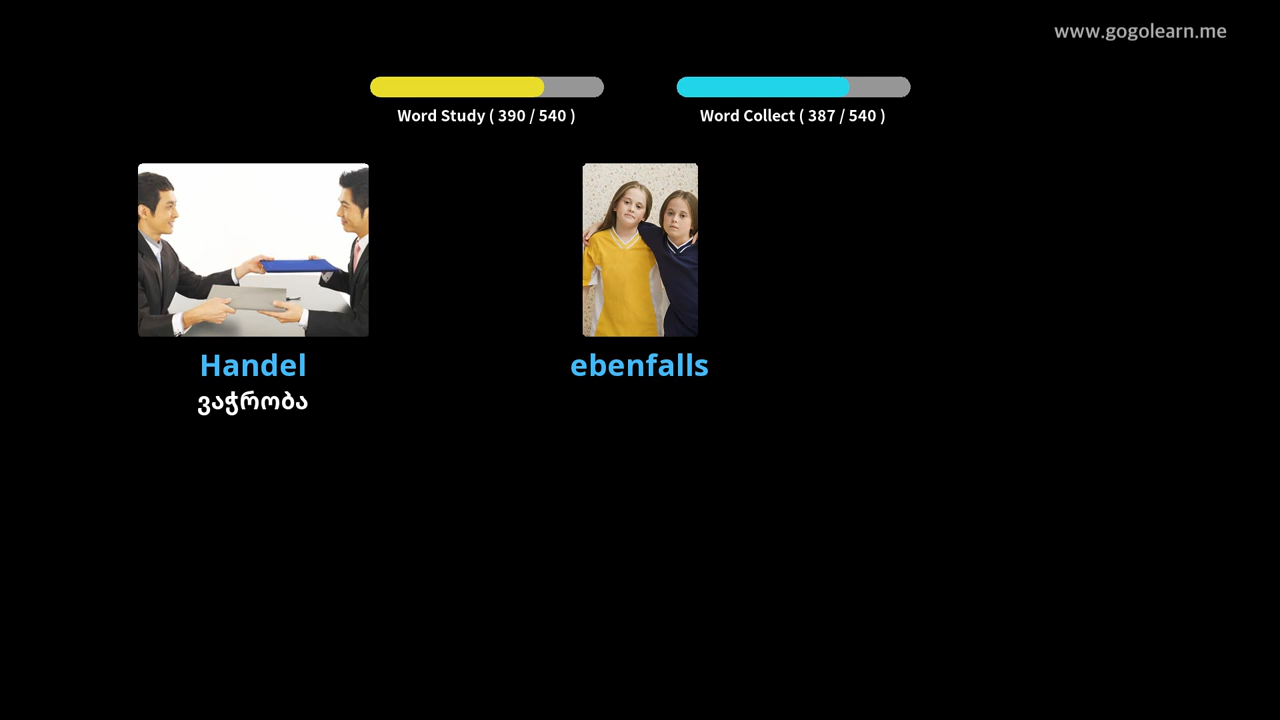 www.gogolearn.me
Word Study ( 390 / 540 )
Word Collect ( 387 / 540 )
Handel
ვაჭრობა
ebenfalls